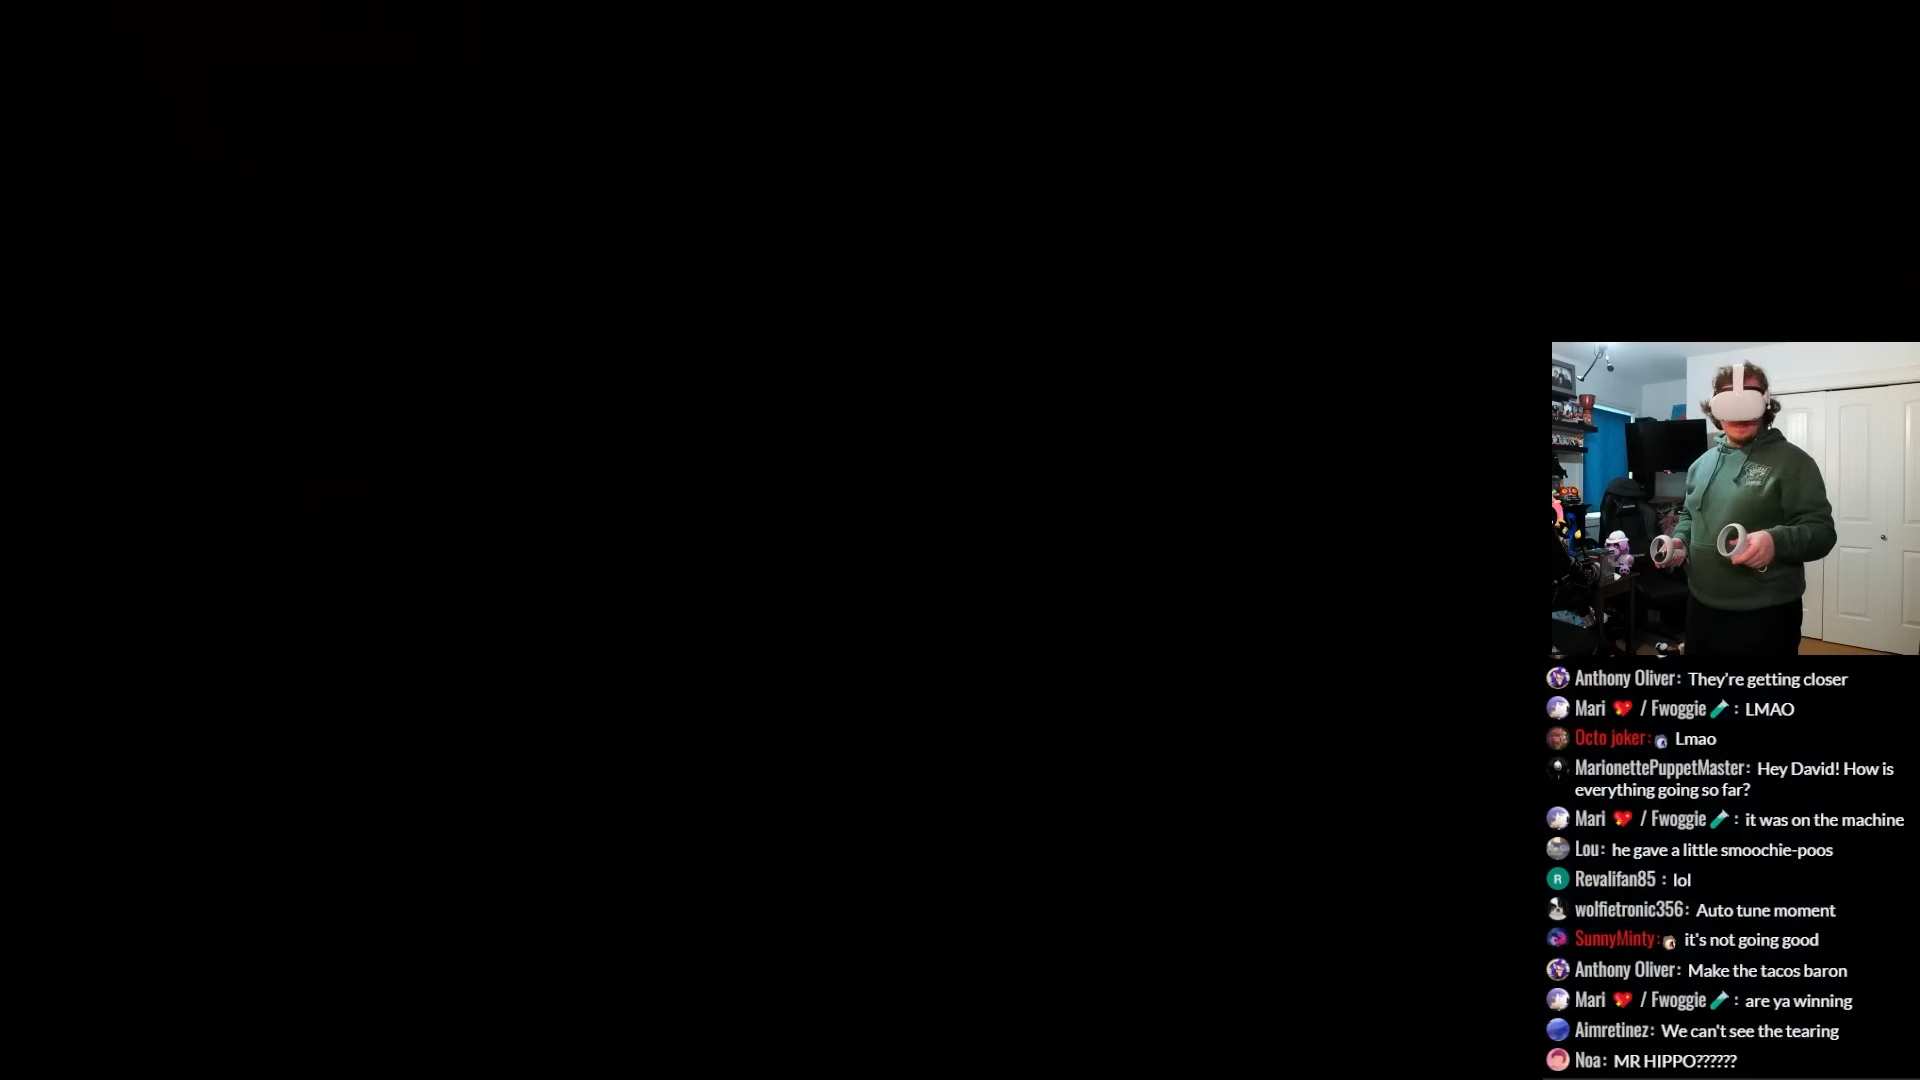 Anthony Oliver: They're getting closer
Mari 💖 / Fwoggie 🧪 : LMAO
Octo joker: Lmao
MarionettePuppetMaster: Hey David! How is
everything going so far?
Mari 💖 / Fwoggie 🧪 : it was on the machine
Lou: he gave a little smoochie-poos
R Revalifan85 : lol
wolfietronic356: Auto tune moment
SunnyMinty: it's not going good
Anthony Oliver: Make the tacos baron
Mari 💖 / Fwoggie 🧪 : are ya winning
Aimretinez: We can't see the tearing
Noa: MR HIPPO??????